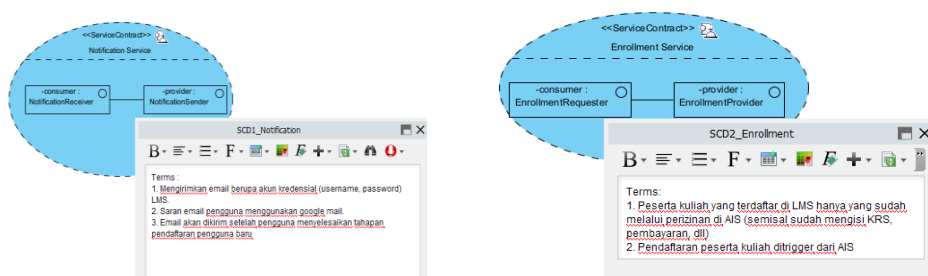 <<ServiceContract>>
Notification Service
-consumer :
NotificationReceiver
-provider :
NotificationSender
SCD1_Notification
Terms :
1. Mengirimkan email berupa akun kredensial (username, password)
LMS.
2. Saran email pengguna menggunakan google mail.
3. Email akan dikirim setelah pengguna menyelesaikan tahapan
pendaftaran pengguna baru
<<ServiceContract>>
Enrollment Service
-consumer :
EnrollmentRequester
-provider :
EnrollmentProvider
SCD2_Enrollment
Terms:
1. Peserta kuliah yang terdaftar di LMS hanya yang sudah
melalui perizinan di AIS (semisal sudah mengisi KRS,
pembayaran, dll)
2. Pendaftaran peserta kuliah ditrigger dari AIS